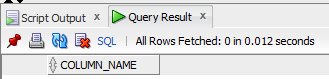 Script Output x Query Result x
SQL | All Rows Fetched: 0 in 0.012 seconds
COLUMN_NAME